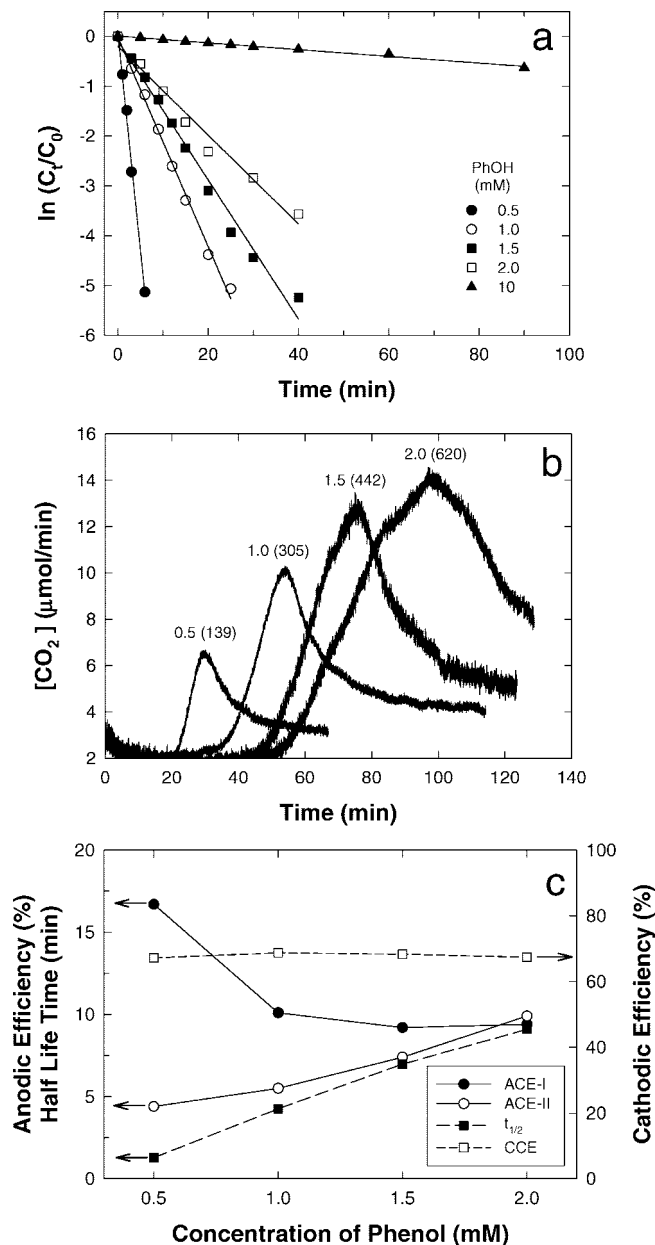 a
0
-1
-2
-3
-4
-5
-6
ln (C_t/C_0)
PhOH
(mM)
0.5
1.0
1.5
2.0
10
0 20 40 60 80 100
Time (min)
b
16
14
12
10
8
6
4
2
[CO_2 ] (μmol/min)
0.5 (139)
1.0 (305)
1.5 (442)
2.0 (620)
0 20 40 60 80 100 120 140
Time (min)
c
20
15
10
5
0
Anodic Efficiency (%)
Half Life Time (min)
100
80
60
40
20
0
Cathodic Efficiency (%)
ACE-I
ACE-II
t_{1/2}
CCE
0.5 1.0 1.5 2.0
Concentration of Phenol (mM)